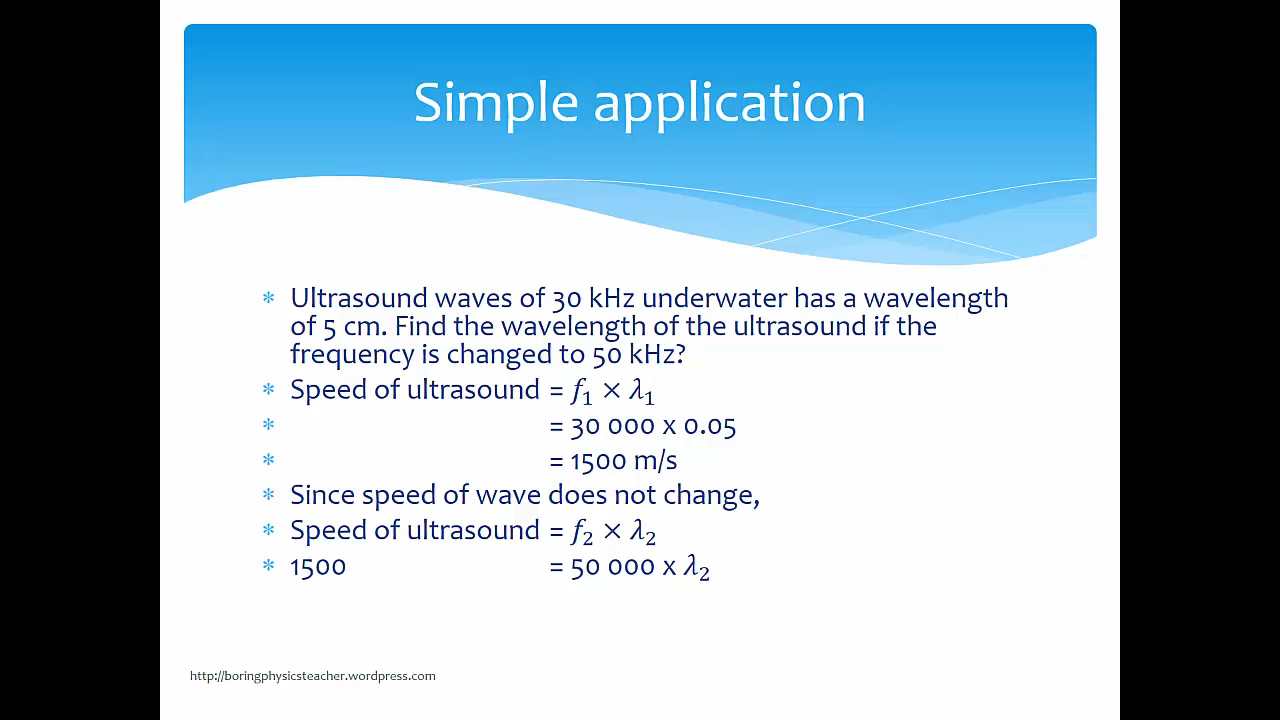 Simple application
* Ultrasound waves of 30 kHz underwater has a wavelength
of 5 cm. Find the wavelength of the ultrasound if the
frequency is changed to 50 kHz?
* Speed of ultrasound = f₁ × λ₁
* = 30 000 x 0.05
* = 1500 m/s
* Since speed of wave does not change,
* Speed of ultrasound = f₂ × λ₂
* 1500 = 50 000 x λ₂
http://boringphysicsteacher.wordpress.com